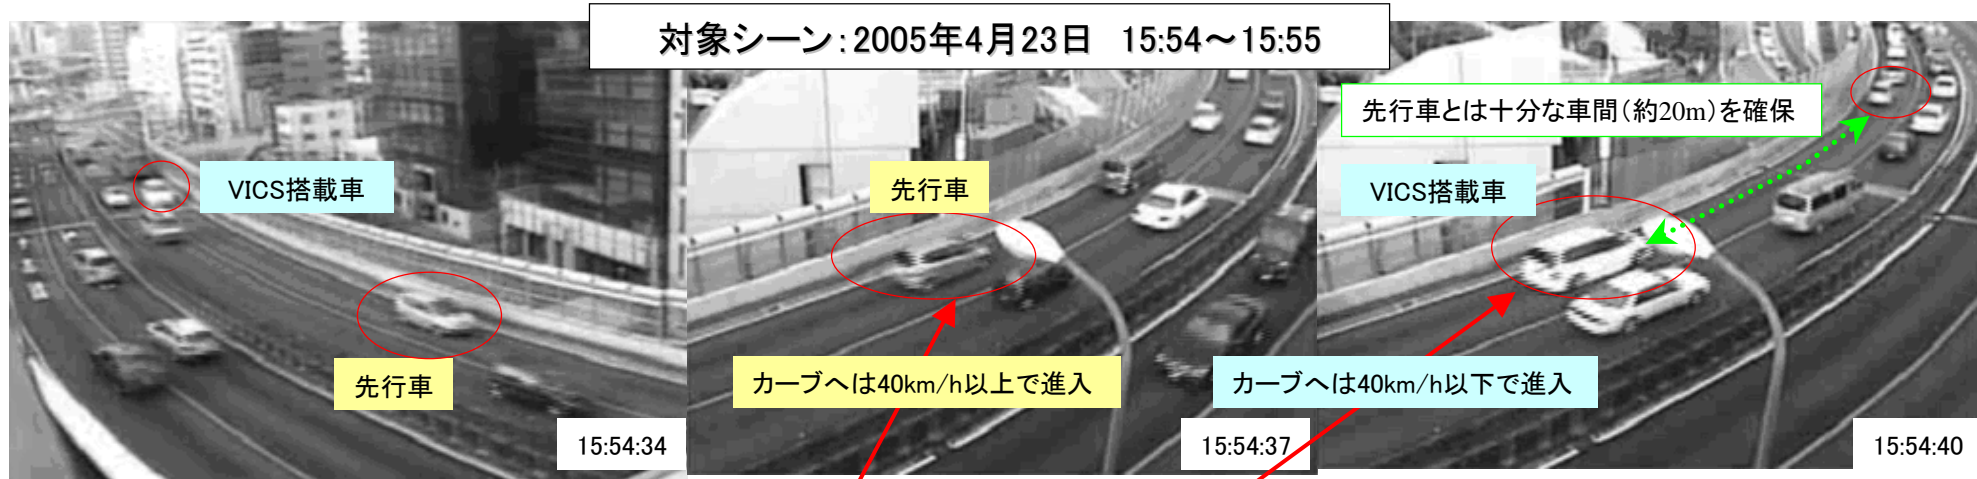 対象シーン：2005年4月23日　15:54～15:55
VICS搭載車
先行車
15:54:34
先行車
カーブへは40km/h以上で進入
15:54:37
先行車とは十分な車間（約20m）を確保
VICS搭載車
カーブへは40km/h以下で進入
15:54:40